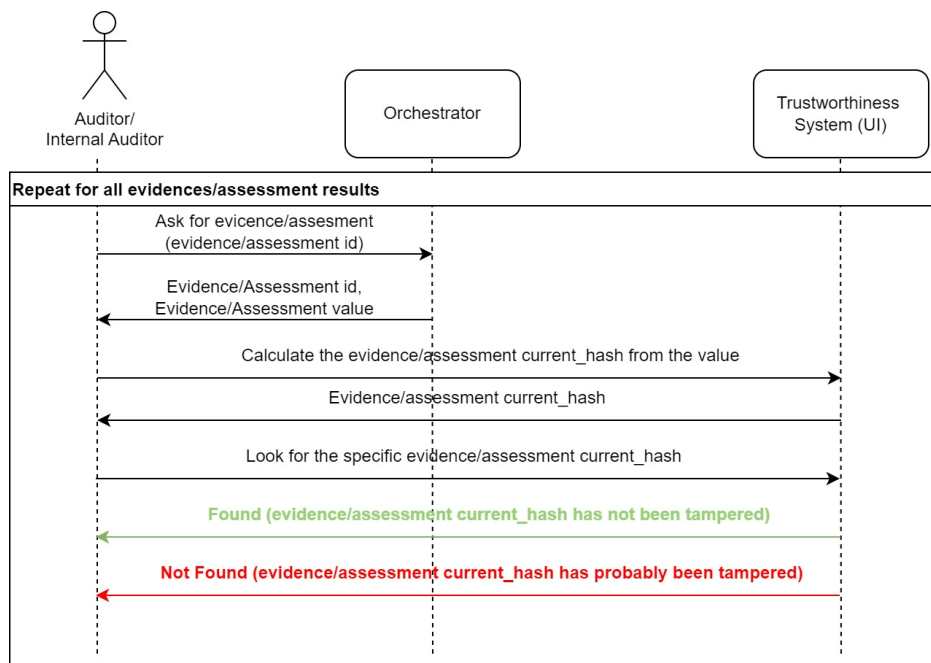 Auditor/
Internal Auditor
Orchestrator
Trustworthiness
System (UI)
Repeat for all evidences/assessment results
Ask for evicence/assesment
(evidence/assessment id)
Evidence/Assessment id,
Evidence/Assessment value
Calculate the evidence/assessment current_hash from the value
Evidence/assessment current_hash
Look for the specific evidence/assessment current_hash
Found (evidence/assessment current_hash has not been tampered)
Not Found (evidence/assessment current_hash has probably been tampered)